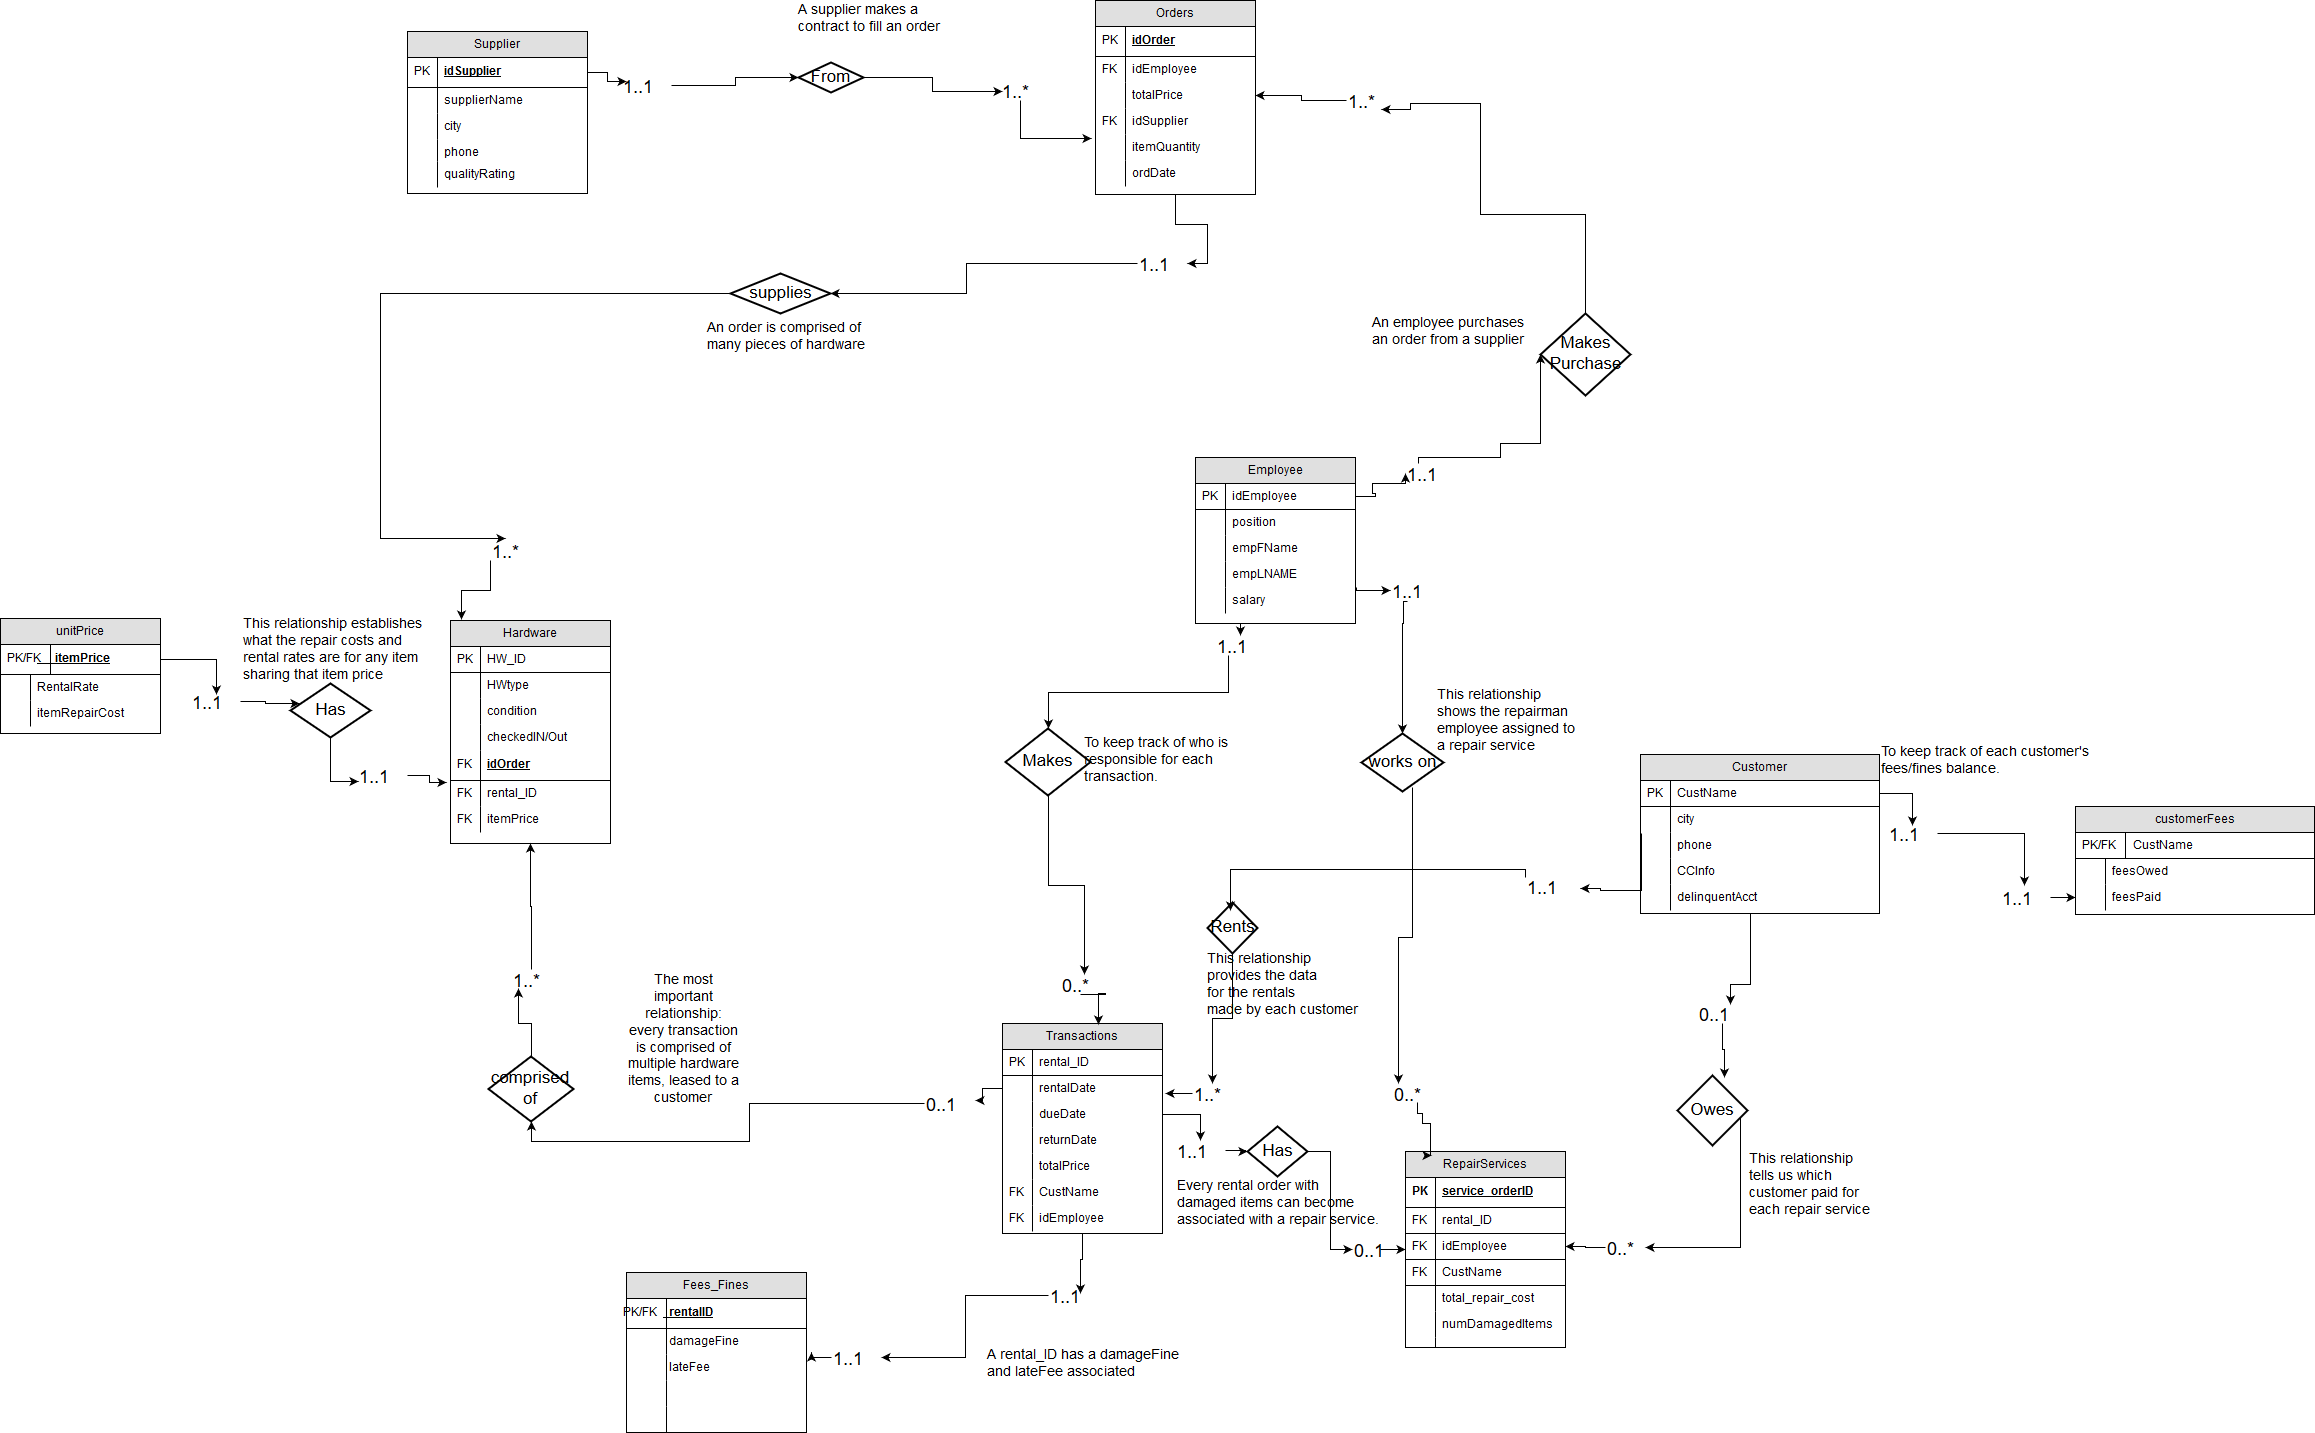 A supplier makes a
contract to fill an order
Supplier
PK idSupplier
supplierName
city
phone
qualityRating
1..1
From
1..*
Orders
PK idOrder
FK idEmployee
totalPrice
FK idSupplier
itemQuantity
ordDate
1..*
1..1
supplies
An order is comprised of
many pieces of hardware
An employee purchases
an order from a supplier
Makes
Purchase
Employee
PK idEmployee
position
empFName
empLNAME
salary
1..1
1..1
1..1
1..*
unitPrice
PK/FK itemPrice
RentalRate
itemRepairCost
This relationship establishes
what the repair costs and
rental rates are for any item
sharing that item price
1..1
Has
1..1
Hardware
PK HW_ID
HWtype
condition
checkedIN/Out
FK idOrder
FK rental_ID
FK itemPrice
Makes
To keep track of who is
responsible for each
transaction.
This relationship
shows the repairman
employee assigned to
a repair service
works on
Customer
PK CustName
city
phone
CCInfo
delinquentAcct
To keep track of each customer's
fees/fines balance.
1..1
customerFees
PK/FK CustName
feesOwed
feesPaid
1..1
1..1
Rents
This relationship
provides the data
for the rentals
made by each customer
0..*
1..*
comprised
of
The most
important
relationship:
every transaction
is comprised of
multiple hardware
items, leased to a
customer
0..1
Transactions
PK rental_ID
rentalDate
dueDate
returnDate
totalPrice
FK CustName
FK idEmployee
1..*
1..1
Has
Every rental order with
damaged items can become
associated with a repair service.
0..1
0..*
0..1
Owes
This relationship
tells us which
customer paid for
each repair service
RepairServices
PK service_orderID
FK rental_ID
FK idEmployee
FK CustName
total_repair_cost
numDamagedItems
0..*
Fees_Fines
PK/FK rentalID
damageFine
lateFee
1..1
1..1
A rental_ID has a damageFine
and lateFee associated